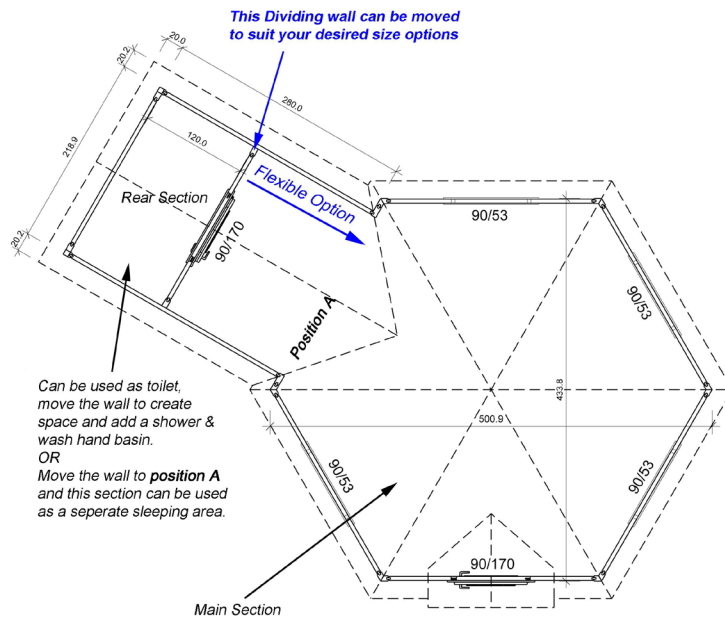 This Dividing wall can be moved
to suit your desired size options
20.0
20.2
280.0
218.9
120.0
Flexible Option
Rear Section
90/170
90/53
20.2
90/53
Position A
433.8
500.9
Can be used as toilet,
move the wall to create
space and add a shower &
wash hand basin.
OR
Move the wall to position A
and this section can be used
as a seperate sleeping area.
90/53
90/53
90/170
Main Section